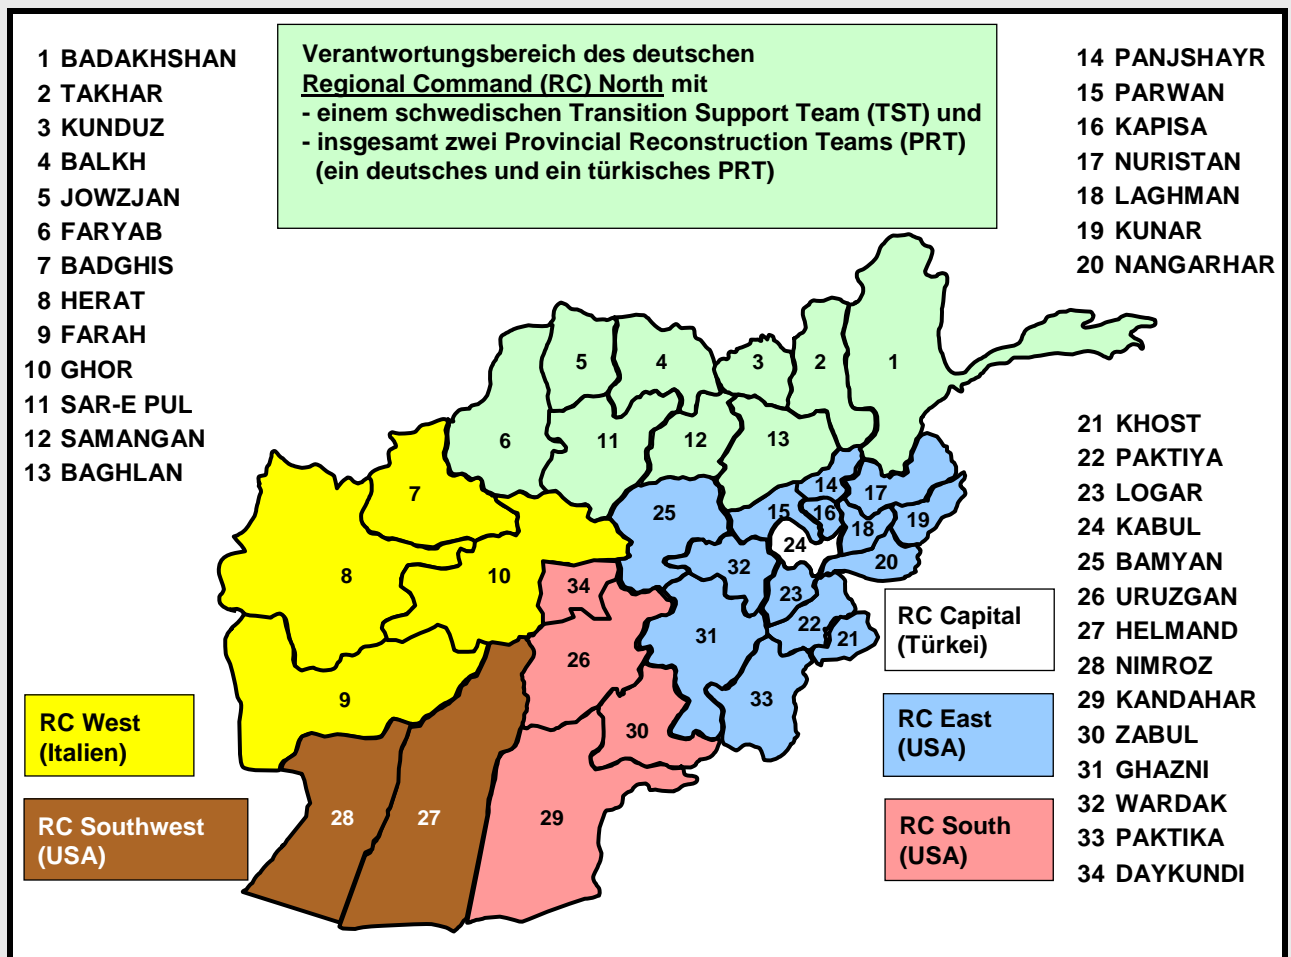 1 BADAKHSHAN
2 TAKHAR
3 KUNDUZ
4 BALKH
5 JOWZJAN
6 FARYAB
7 BADGHIS
8 HERAT
9 FARAH
10 GHOR
11 SAR-E PUL
12 SAMANGAN
13 BAGHLAN
Verantwortungsbereich des deutschen
Regional Command (RC) North mit
- einem schwedischen Transition Support Team (TST) und
- insgesamt zwei Provincial Reconstruction Teams (PRT)
(ein deutsches und ein türkisches PRT)
14 PANJSHAYR
15 PARWAN
16 KAPISA
17 NURISTAN
18 LAGHMAN
19 KUNAR
20 NANGARHAR
21 KHOST
22 PAKTIYA
23 LOGAR
24 KABUL
25 BAMYAN
26 URUZGAN
27 HELMAND
28 NIMROZ
29 KANDAHAR
30 ZABUL
31 GHAZNI
32 WARDAK
33 PAKTIKA
34 DAYKUNDI
5
4
3
2
1
6
11
12
13
7
14
17
25
15
16
18
19
24
20
8
10
34
32
23
22
21
31
26
9
33
30
28
27
29
RC Capital
(Türkei)
RC West
(Italien)
RC East
(USA)
RC Southwest
(USA)
RC South
(USA)